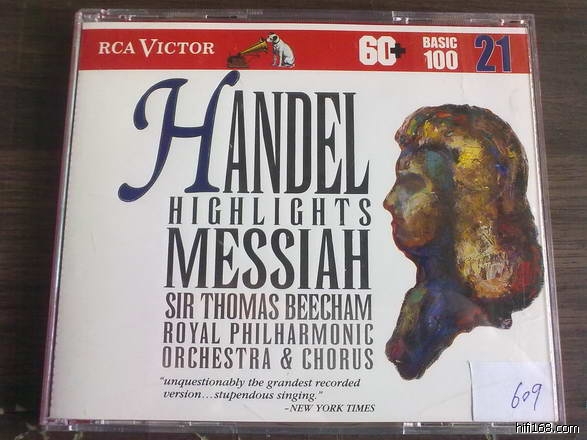 RCA VICTOR
60+
BASIC
100
21
HANDEL
HIGHLIGHTS
MESSIAH
SIR THOMAS BEECHAM
ROYAL PHILHARMONIC
ORCHESTRA & CHORUS
"unquestionably the grandest recorded
version...stupendous singing."
-NEW YORK TIMES
609
hifi168.com